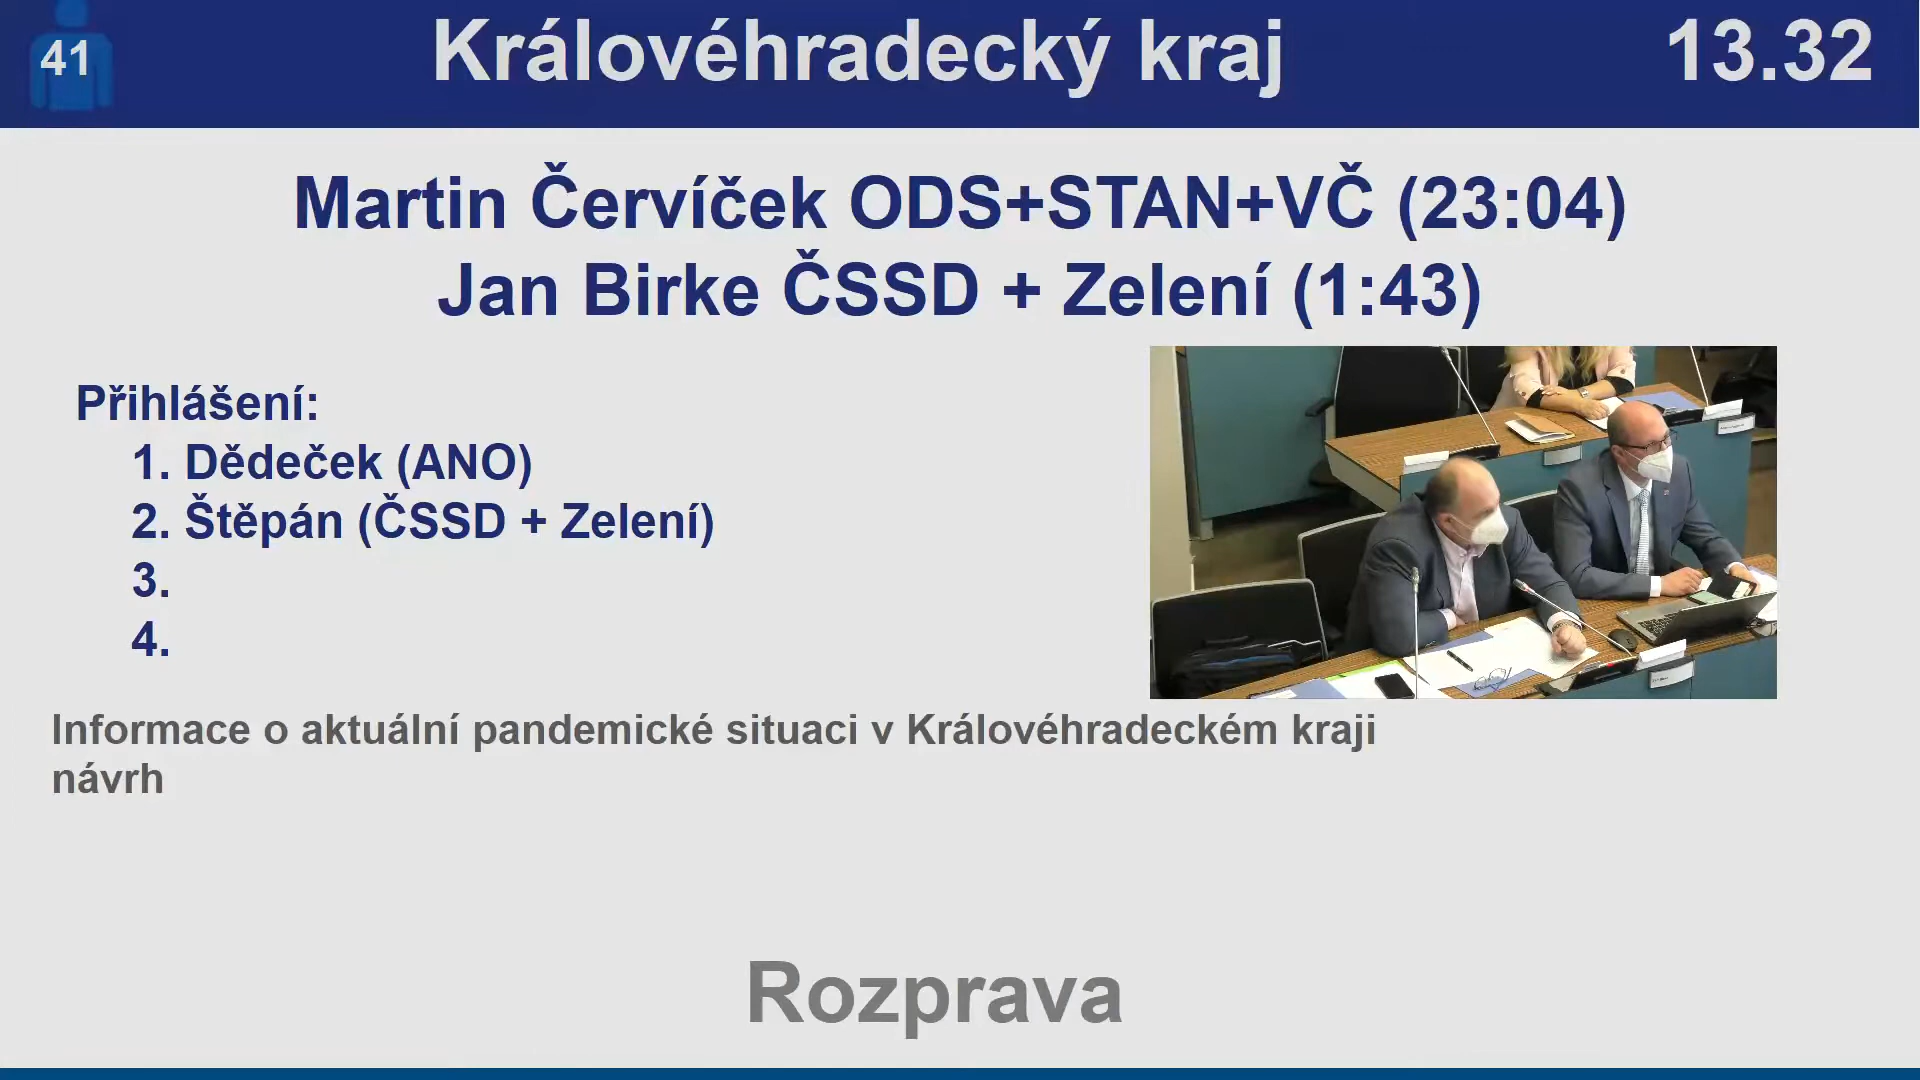 41
Královéhradecký kraj
13.32
Martin Červíček ODS+STAN+VČ (23:04)
Jan Birke ČSSD + Zelení (1:43)
Přihlášení:
1. Dědeček (ANO)
2. Štěpán (ČSSD + Zelení)
3.
4.
Informace o aktuální pandemické situaci v Královéhradeckém kraji
návrh
Rozprava